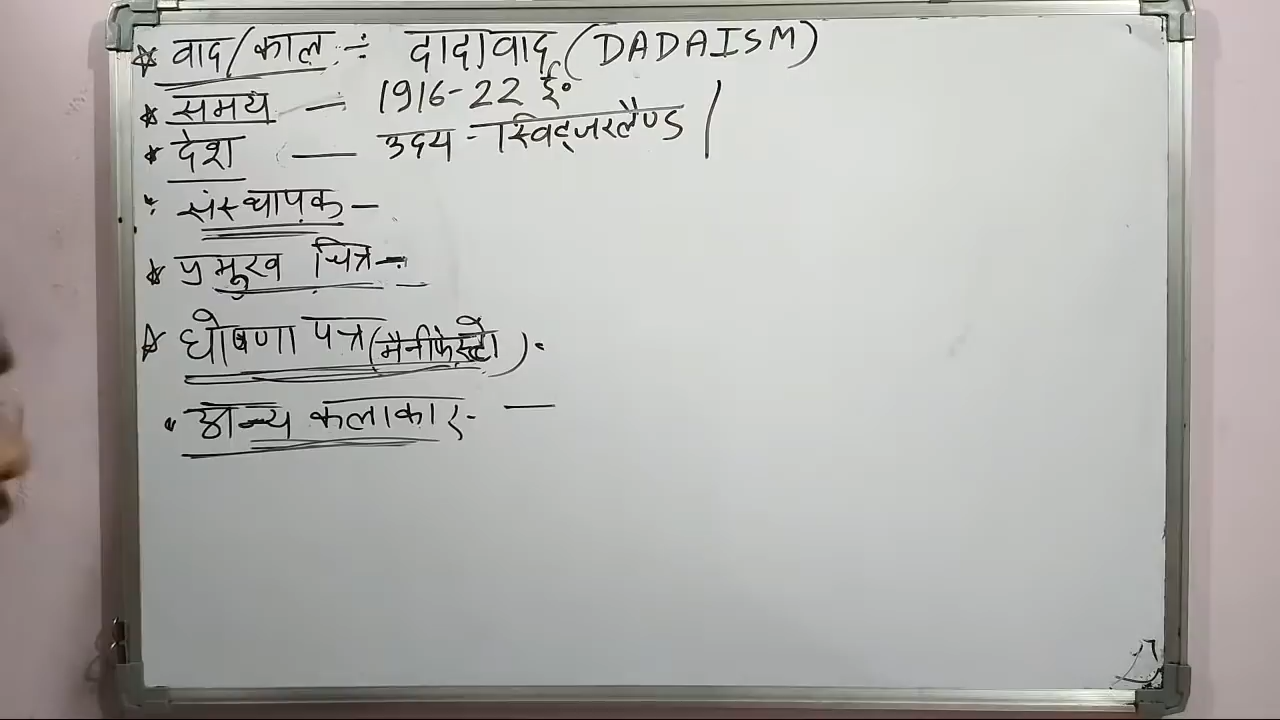 ☆ वाद/काल ÷ दादावाद (DADAISM)
☆ समय — 1916-22 ई०
* देश — उदय - स्विट्जरलैण्ड /
: संस्थापक –
☆ प्रमुख चित्र –
☆ घोषणा पत्र (मैनीफेस्टो) -
• अन्य कलाकार - —